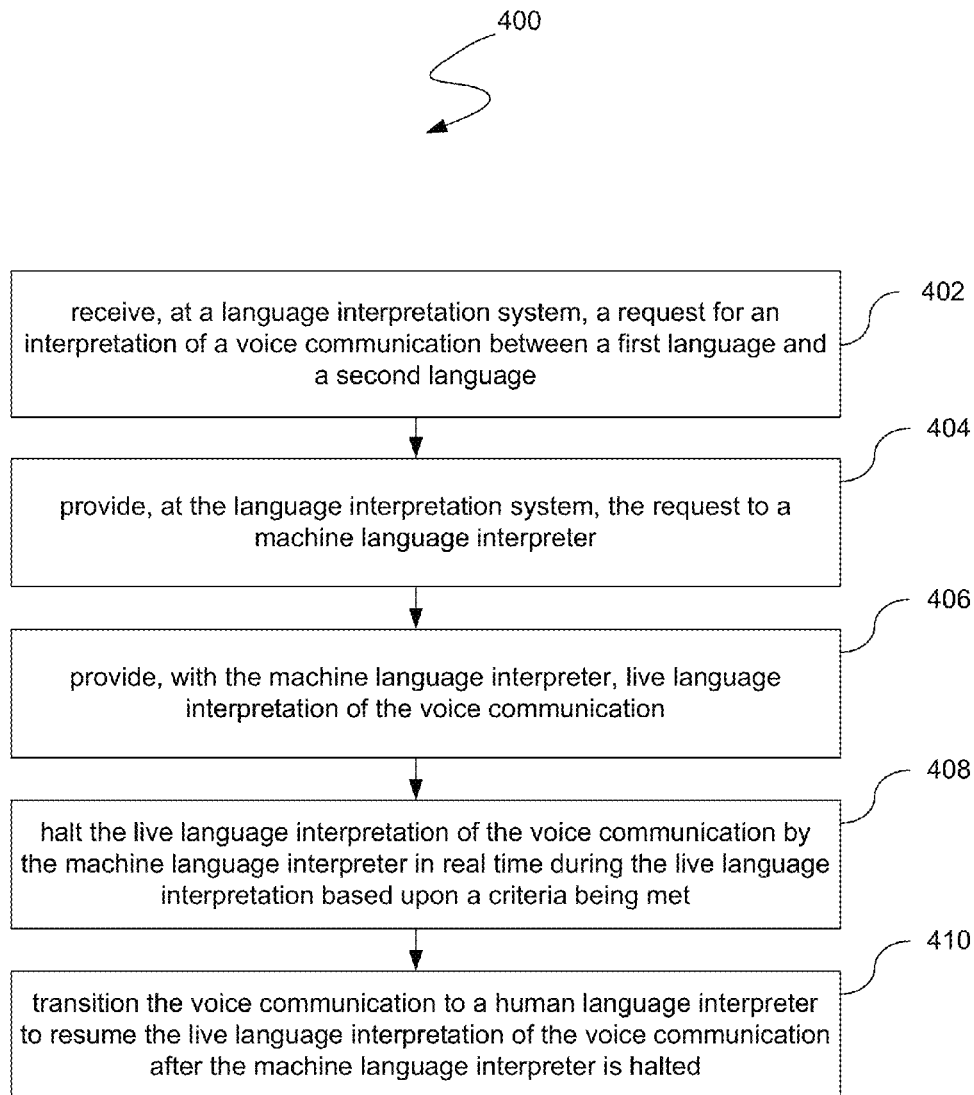 400
receive, at a language interpretation system, a request for an
interpretation of a voice communication between a first language and
a second language
402
provide, at the language interpretation system, the request to a
machine language interpreter
404
provide, with the machine language interpreter, live language
interpretation of the voice communication
406
halt the live language interpretation of the voice communication by
the machine language interpreter in real time during the live language
interpretation based upon a criteria being met
408
transition the voice communication to a human language interpreter
to resume the live language interpretation of the voice communication
after the machine language interpreter is halted
410